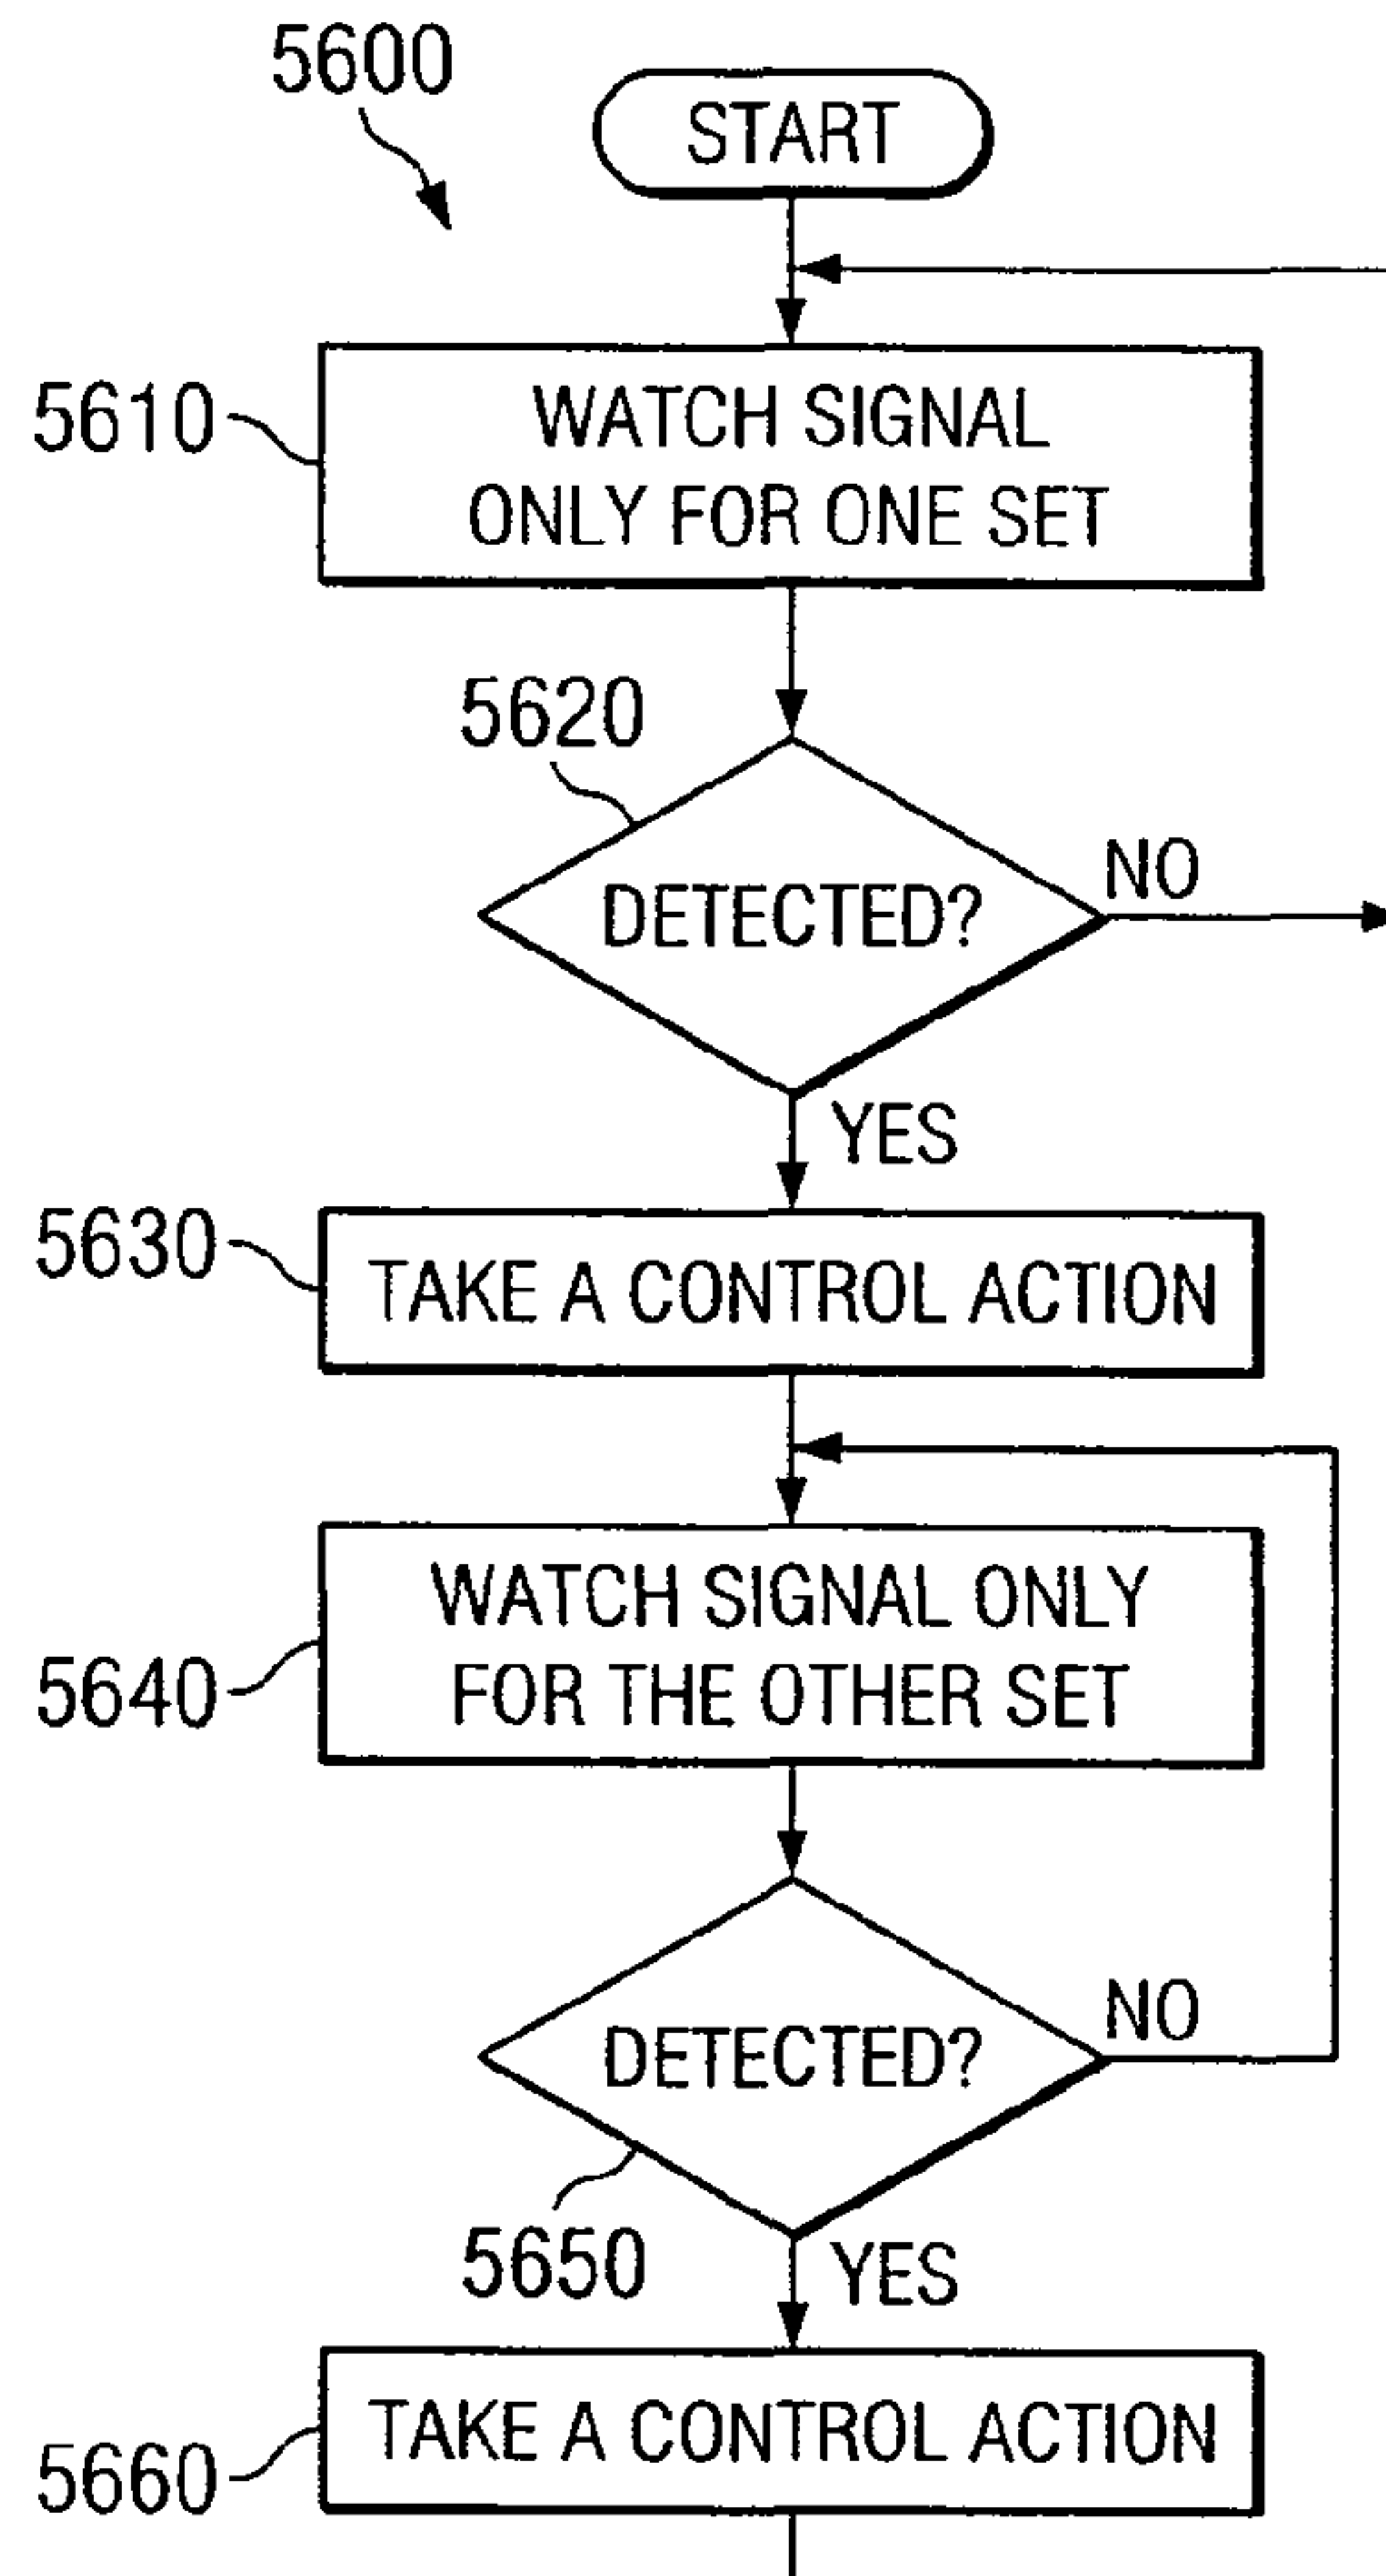 5600
START
5610
WATCH SIGNAL
ONLY FOR ONE SET
5620
DETECTED?
NO
YES
5630
TAKE A CONTROL ACTION
5640
WATCH SIGNAL ONLY
FOR THE OTHER SET
DETECTED?
NO
5650
YES
TAKE A CONTROL ACTION
5660